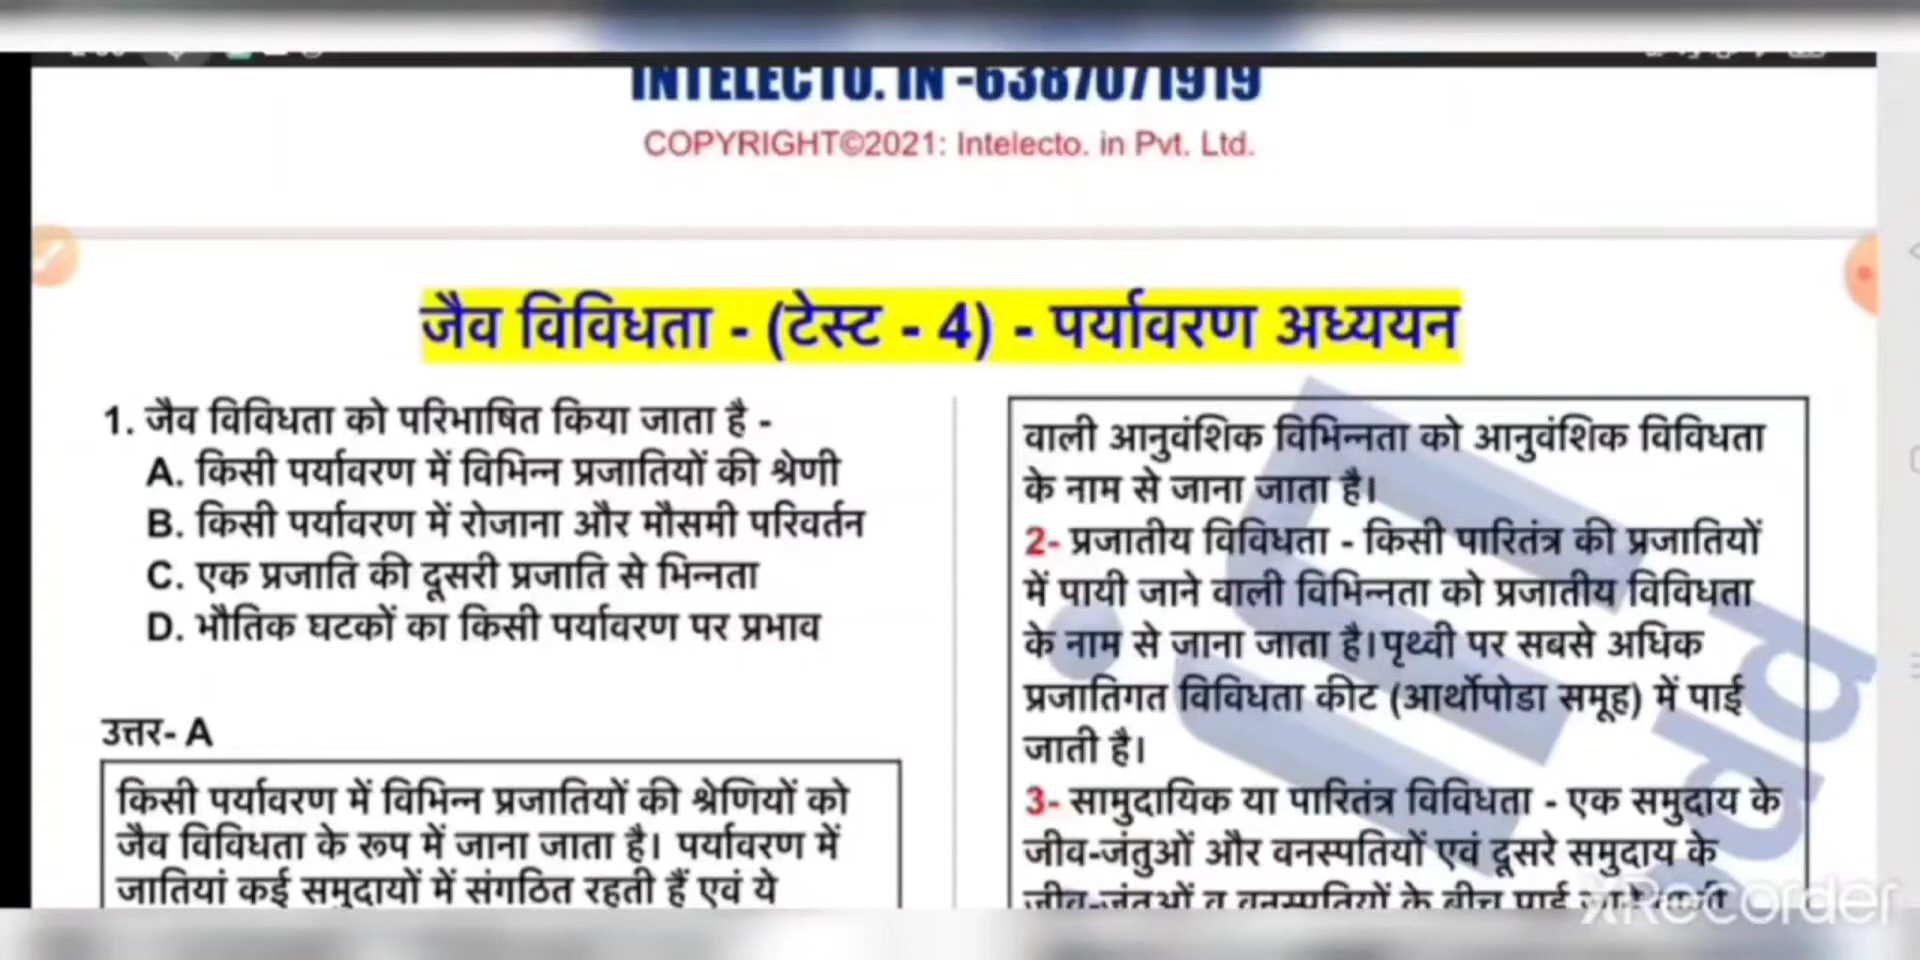 INTELECTO. IN -6387071919
COPYRIGHT©2021: Intelecto. in Pvt. Ltd.
जैव विविधता - (टेस्ट - 4) - पर्यावरण अध्ययन
1. जैव विविधता को परिभाषित किया जाता है -
A. किसी पर्यावरण में विभिन्न प्रजातियों की श्रेणी
B. किसी पर्यावरण में रोजाना और मौसमी परिवर्तन
C. एक प्रजाति की दूसरी प्रजाति से भिन्नता
D. भौतिक घटकों का किसी पर्यावरण पर प्रभाव
उत्तर- A
किसी पर्यावरण में विभिन्न प्रजातियों की श्रेणियों को
जैव विविधता के रूप में जाना जाता है। पर्यावरण में
जातियां कई समुदायों में संगठित रहती हैं एवं ये
वाली आनुवंशिक विभिन्नता को आनुवंशिक विविधता
के नाम से जाना जाता है।
2- प्रजातीय विविधता - किसी पारितंत्र की प्रजातियों
में पायी जाने वाली विभिन्नता को प्रजातीय विविधता
के नाम से जाना जाता है।पृथ्वी पर सबसे अधिक
प्रजातिगत विविधता कीट (आर्थोपोडा समूह) में पाई
जाती है।
3- सामुदायिक या पारितंत्र विविधता - एक समुदाय के
जीव-जंतुओं और वनस्पतियों एवं दूसरे समुदाय के
जीव-जंतुओं व वनस्पतियों के बीच पाई
XRecorder